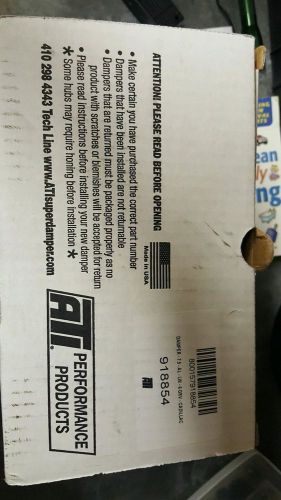 ATTENTION! PLEASE READ BEFORE OPENING
• Make certain you have purchased the correct part number
• Dampers that have been installed are not returnable
• Dampers that are returned must be packaged properly as no
product with scratches or blemishes will be accepted for return
• Please read instructions before installing your new damper
* Some hubs may require honing before installation *
410 298 4343 Tech Line www.ATIsuperdamper.com
Made in USA
ATI
PERFORMANCE
PRODUCTS
800157918854
918854
ATI